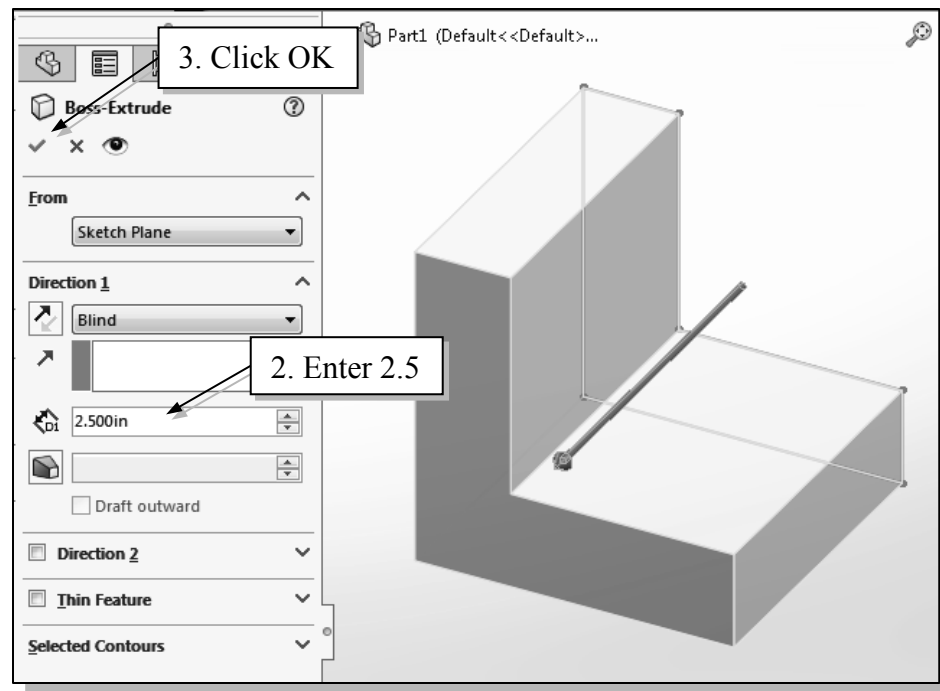 Part1 (Default<<Default>...
3. Click OK
Boss-Extrude
From
Sketch Plane
Direction 1
Blind
2. Enter 2.5
D1
2.500in
Draft outward
Direction 2
Thin Feature
Selected Contours